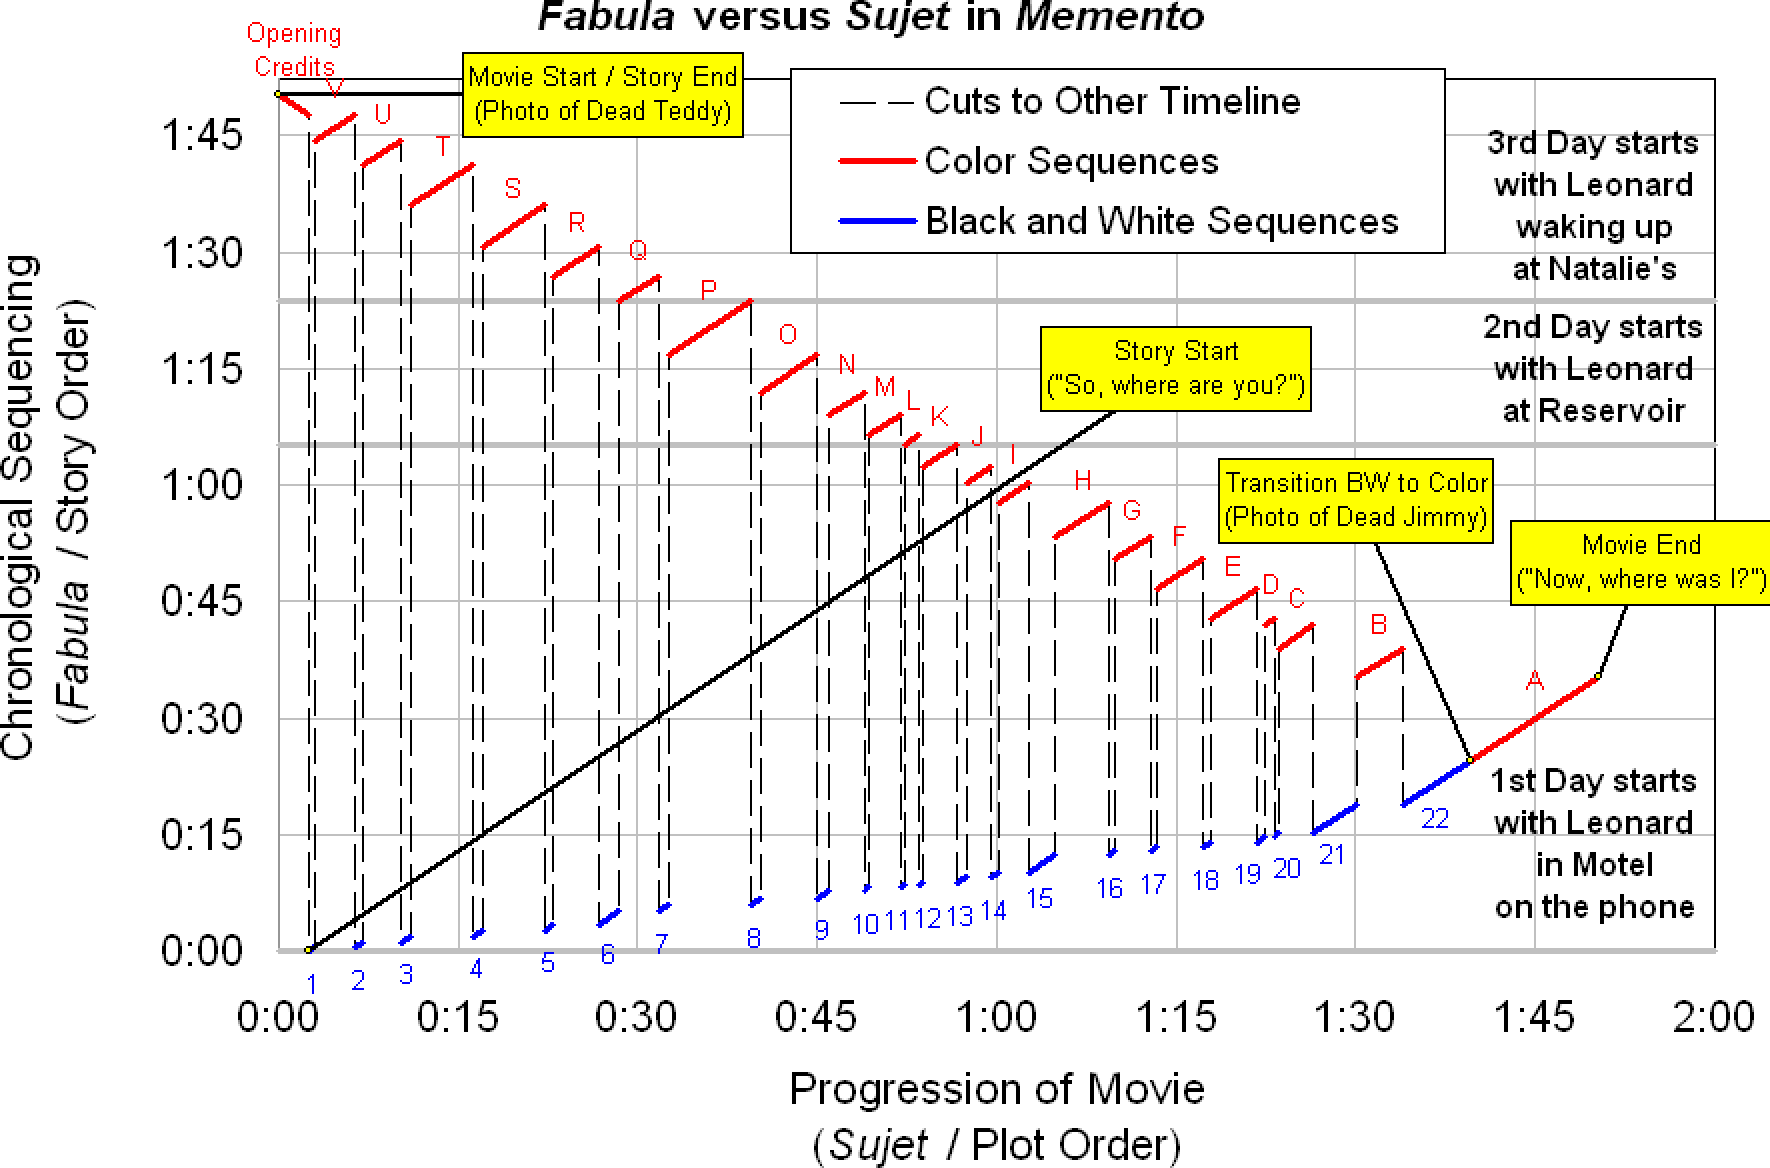 Fabula versus Sujet in Memento
Opening
Credits
Movie Start / Story End
(Photo of Dead Teddy)
Cuts to Other Timeline
Color Sequences
Black and White Sequences
3rd Day starts
with Leonard
waking up
at Natalie's
2nd Day starts
with Leonard
at Reservoir
Story Start
("So, where are you?")
Transition BW to Color
(Photo of Dead Jimmy)
Movie End
("Now, where was I?")
1st Day starts
with Leonard
in Motel
on the phone
V
U
T
S
R
Q
P
O
N
M
L
K
J
I
H
G
F
E
D
C
B
A
1
2
3
4
5
6
7
8
9
10
11
12
13
14
15
16
17
18
19
20
21
22
Chronological Sequencing
(Fabula / Story Order)
1:45
1:30
1:15
1:00
0:45
0:30
0:15
0:00
0:00
0:15
0:30
0:45
1:00
1:15
1:30
1:45
2:00
Progression of Movie
(Sujet / Plot Order)